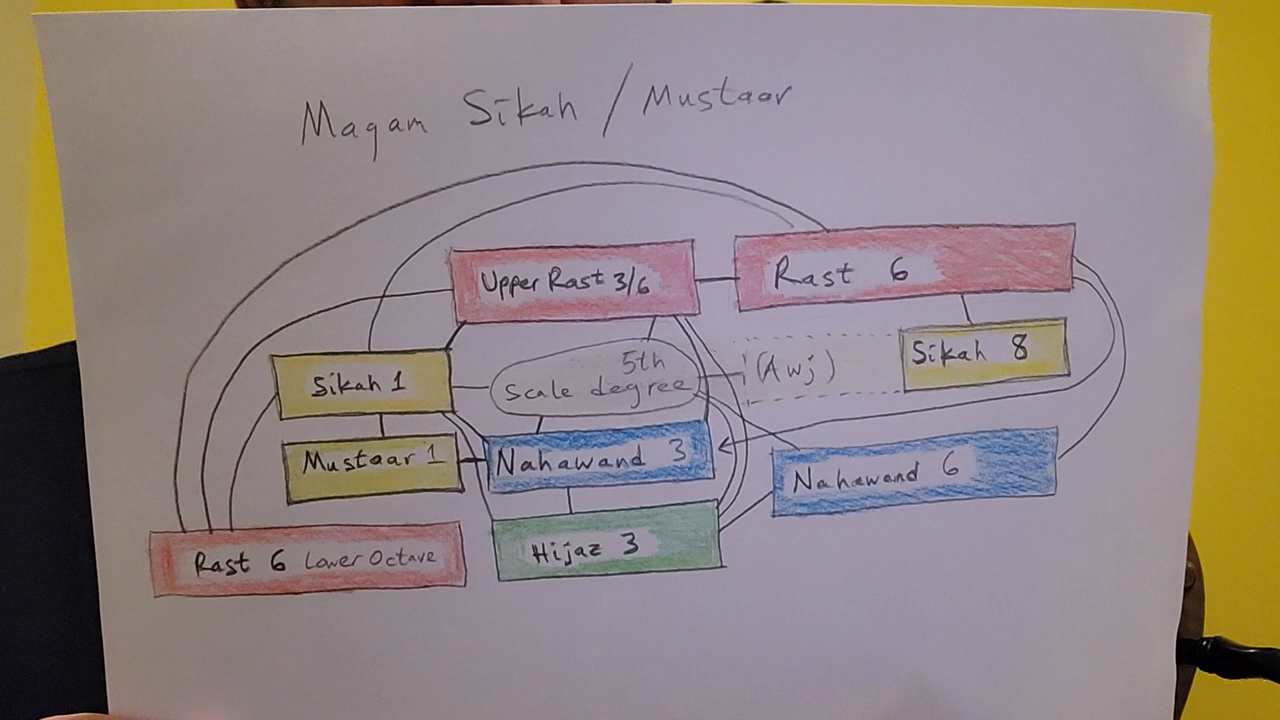 Maqam Sikah / Mustaar
Upper Rast 3/6
Rast 6
5th
scale degree
(Awj)
Sikah 8
Sikah 1
Mustaar 1
Nahawand 3
Nahawand 6
Rast 6 Lower Octave
Hijaz 3